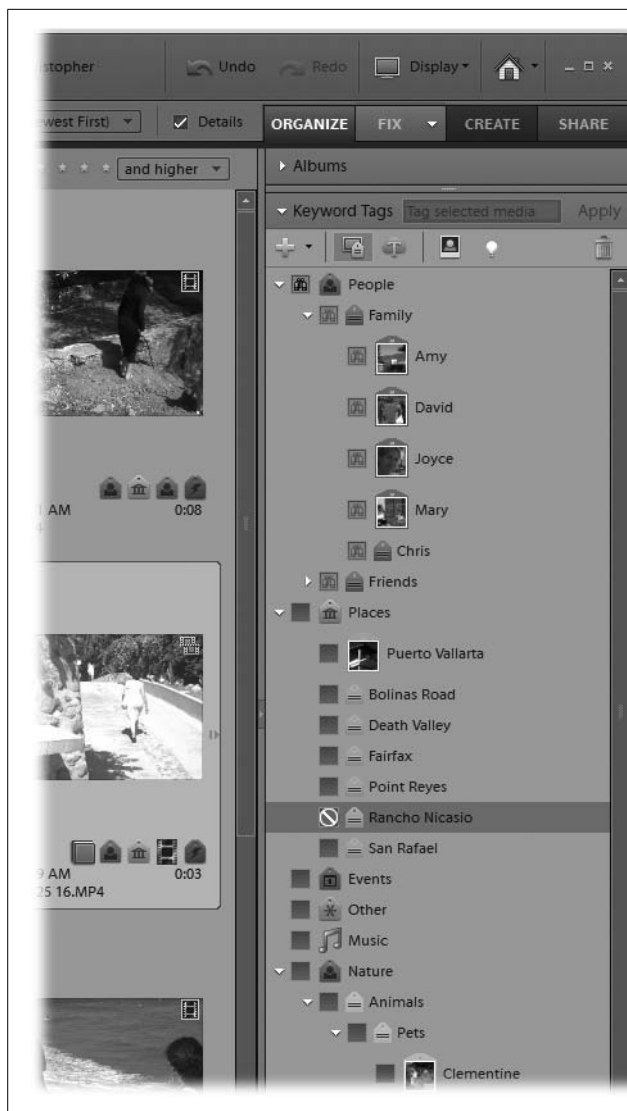 stopher
Undo
Redo
Display
west First)
Details
ORGANIZE
FIX
CREATE
SHARE
and higher
Albums
Keyword Tags
Tag selected media
Apply
People
Family
Amy
David
Joyce
Mary
AM
0:08
Chris
Friends
Places
Puerto Vallarta
Bolinas Road
Death Valley
Fairfax
Point Reyes
Rancho Nicasio
San Rafael
9 AM
0:03
25 16.MP4
Events
Other
Music
Nature
Animals
Pets
Clementine